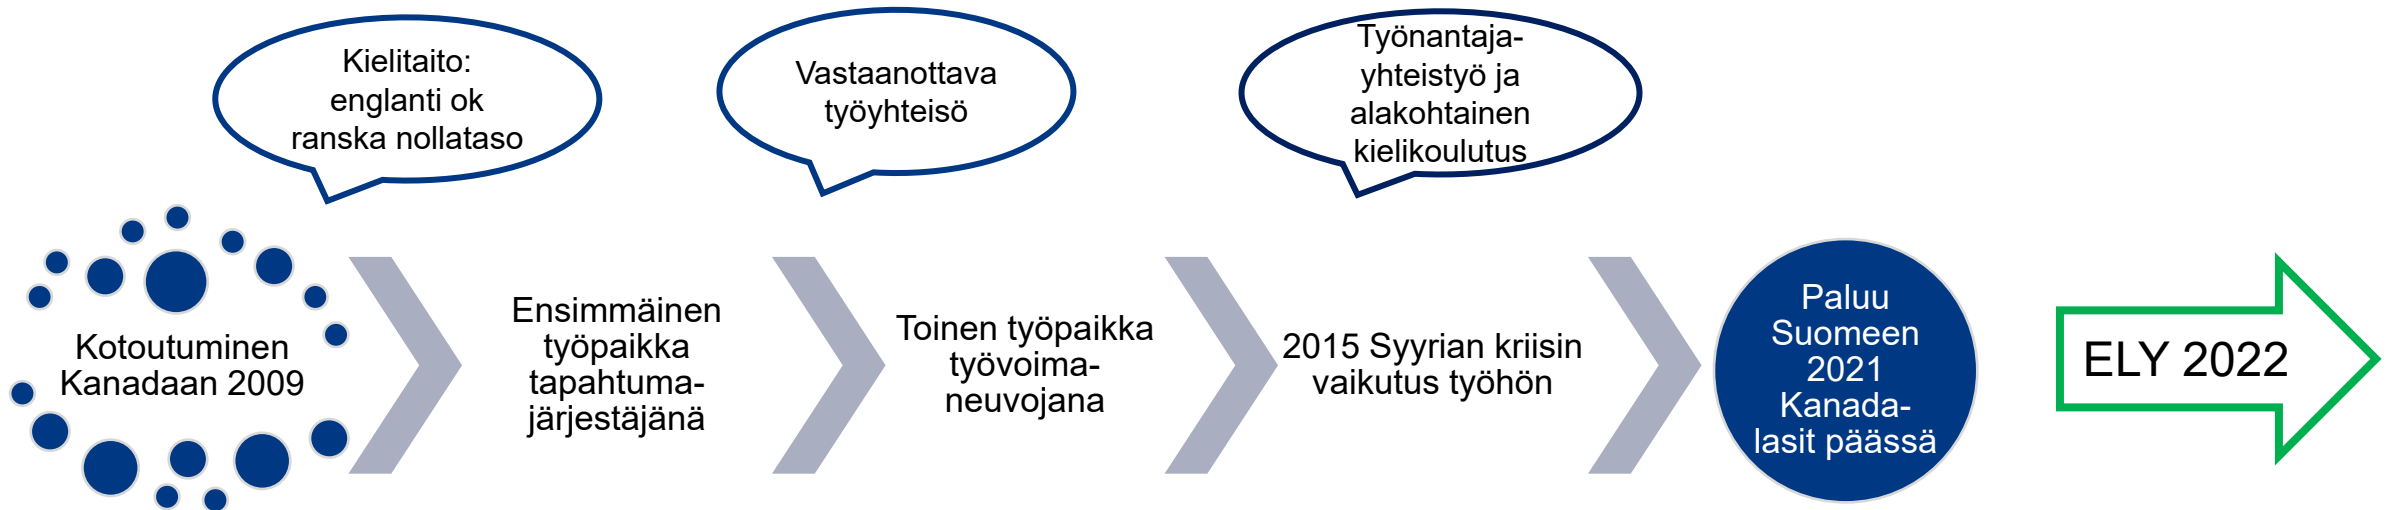 Kielitaito:
englanti ok
ranska nollataso
Vastaanottava
työyhteisö
Työnantaja-
yhteistyö ja
alakohtainen
kielikoulutus
Kotoutuminen
Kanadaan 2009
Ensimmäinen
työpaikka
tapahtuma-
järjestäjänä
Toinen työpaikka
työvoima-
neuvojana
2015 Syyrian kriisin
vaikutus työhön
Paluu
Suomeen
2021
Kanada-
lasit päässä
ELY 2022